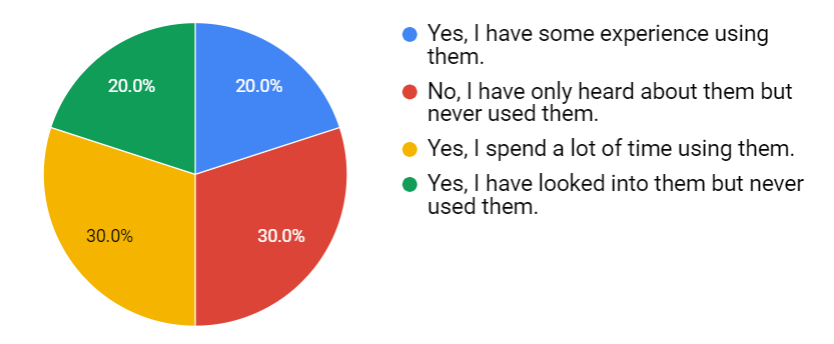 20.0%
20.0%
30.0%
30.0%
Yes, I have some experience using
them.
No, I have only heard about them but
never used them.
Yes, I spend a lot of time using them.
Yes, I have looked into them but never
used them.